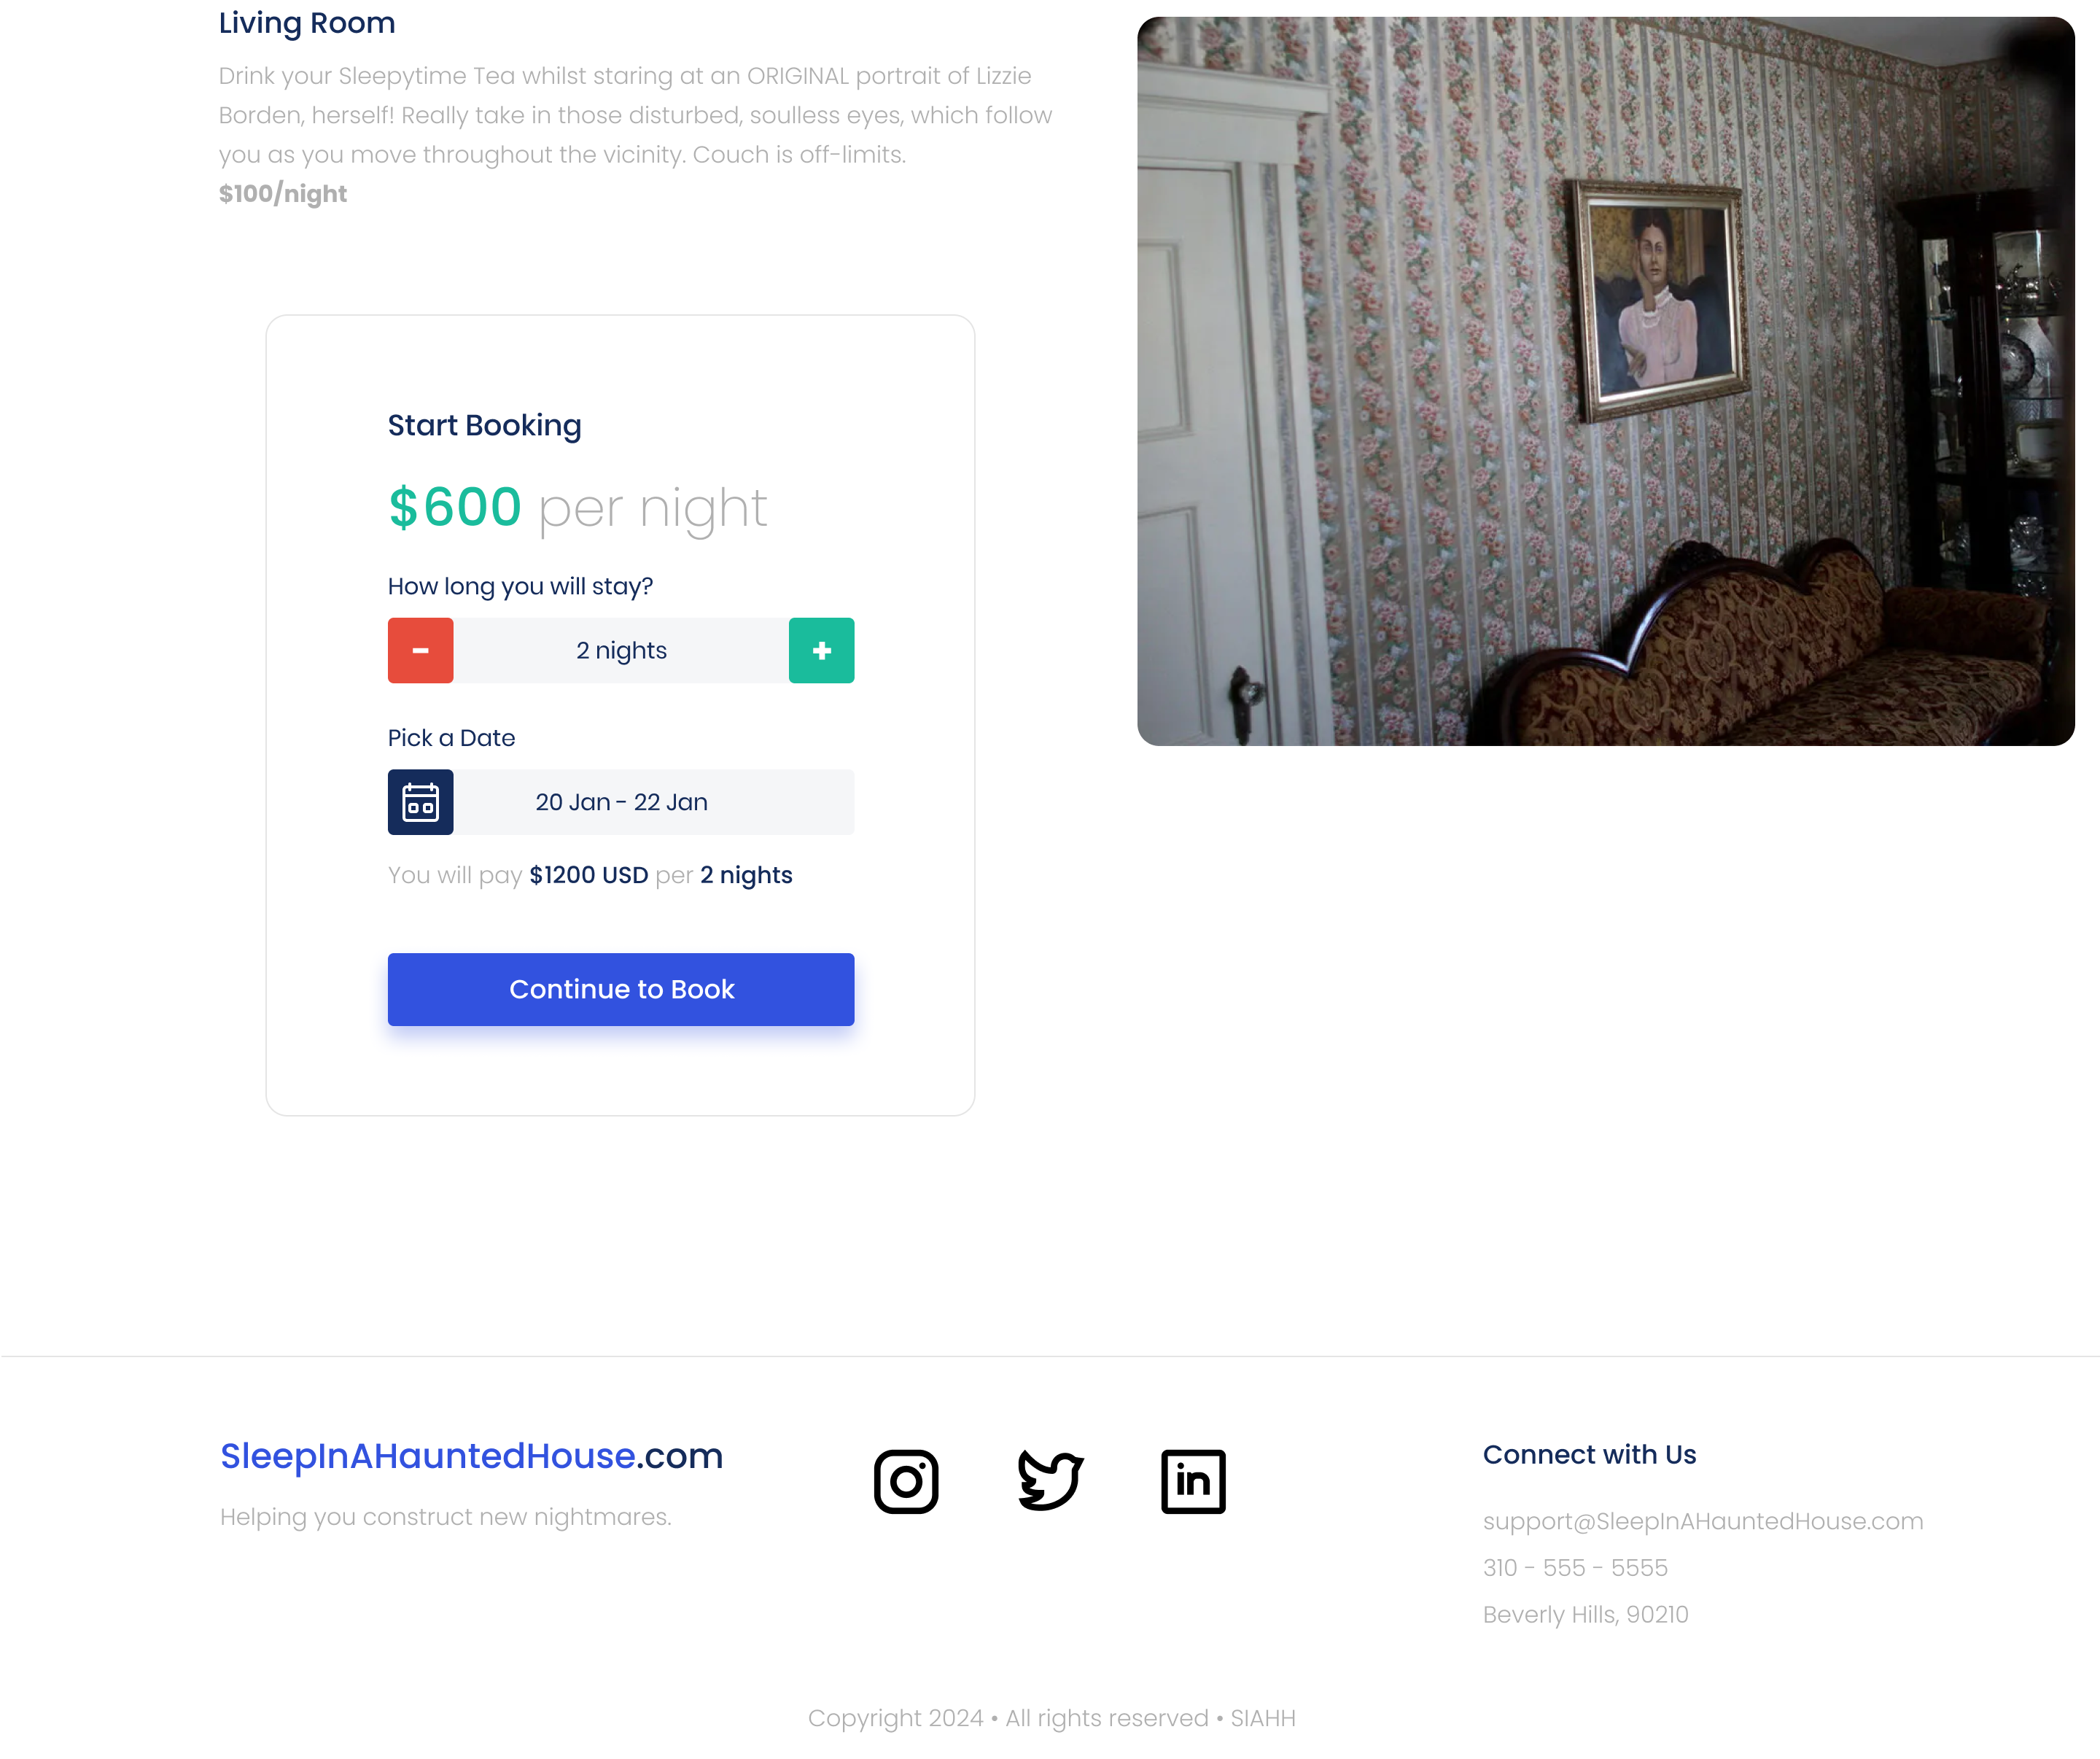 Living Room
Drink your Sleepytime Tea whilst staring at an ORIGINAL portrait of Lizzie
Borden, herself! Really take in those disturbed, soulless eyes, which follow
you as you move throughout the vicinity. Couch is off-limits.
$100/night
Start Booking
$600 per night
How long you will stay?
- 2 nights +
Pick a Date
20 Jan - 22 Jan
You will pay $1200 USD per 2 nights
Continue to Book
SleepInAHauntedHouse.com
Helping you construct new nightmares.
in
Connect with Us
support@SleepInAHauntedHouse.com
310 - 555 - 5555
Beverly Hills, 90210
Copyright 2024 • All rights reserved • SIAHH